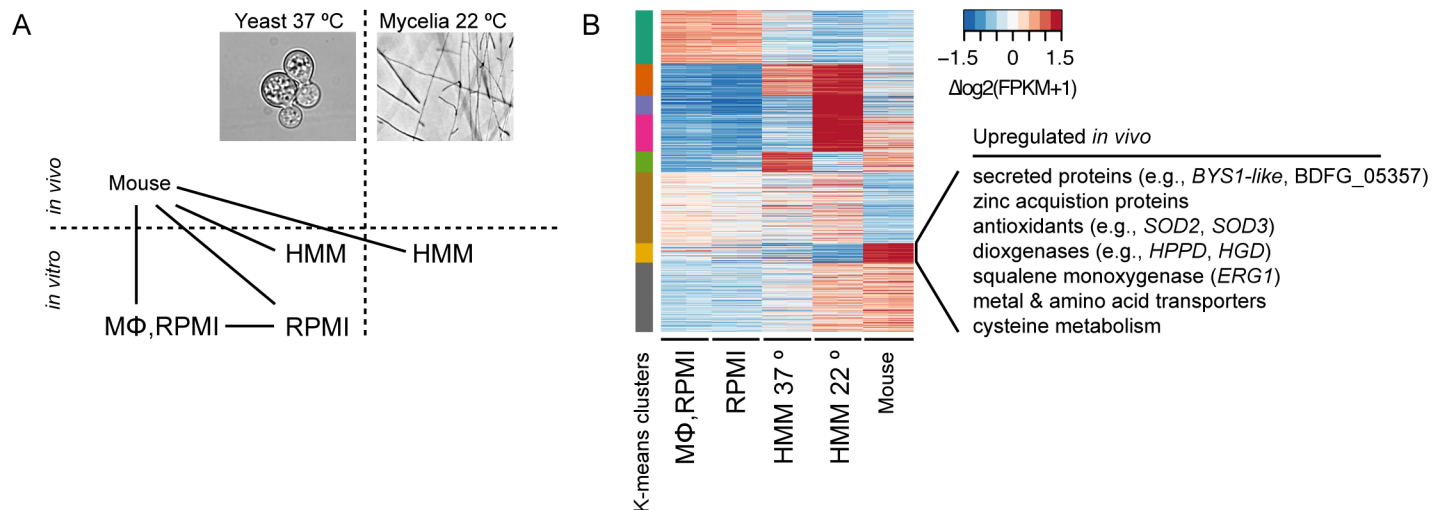 A
Yeast 37 ºC
Mycelia 22 ºC
in vivo
in vitro
Mouse
HMM
HMM
MΦ,RPMI
RPMI
B
−1.5
0
1.5
Δlog2(FPKM+1)
Upregulated in vivo
secreted proteins (e.g., BYS1-like, BDFG_05357)
zinc acquistion proteins
antioxidants (e.g., SOD2, SOD3)
dioxgenases (e.g., HPPD, HGD)
squalene monoxygenase (ERG1)
metal & amino acid transporters
cysteine metabolism
K-means clusters
MΦ,RPMI
RPMI
HMM 37 º
HMM 22 º
Mouse